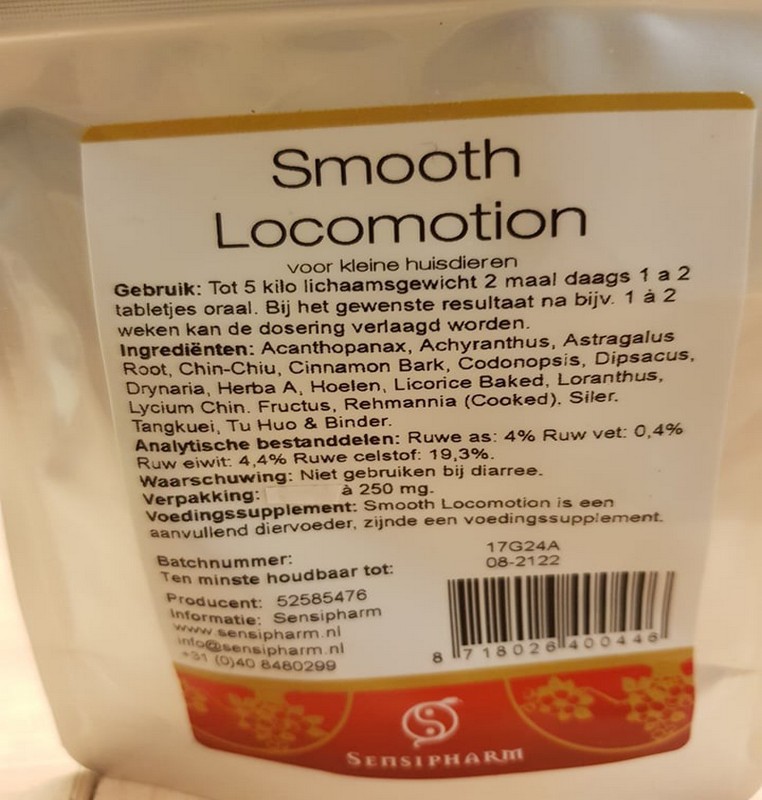 Smooth
Locomotion
voor kleine huisdieren
Gebruik: Tot 5 kilo lichaamsgewicht 2 maal daags 1 a 2
tabletjes oraal. Bij het gewenste resultaat na bijv. 1 à 2
weken kan de dosering verlaagd worden.
Ingrediënten: Acanthopanax, Achyranthus, Astragalus
Root, Chin-Chiu, Cinnamon Bark, Codonopsis, Dipsacus,
Drynaria, Herba A, Hoelen, Licorice Baked, Loranthus,
Lycium Chin. Fructus, Rehmannia (Cooked). Siler.
Tangkuei, Tu Huo & Binder.
Analytische bestanddelen: Ruwe as: 4% Ruw vet: 0,4%
Ruw eiwit: 4,4% Ruwe celstof: 19,3%.
Waarschuwing: Niet gebruiken bij diarree.
Verpakking: à 250 mg.
Voedingssupplement: Smooth Locomotion is een
aanvullend diervoeder, zijnde een voedingssupplement.
Batchnummer: 17G24A
Ten minste houdbaar tot: 08-2122
Producent: 52585476
Informatie: Sensipharm
www.sensipharm.nl
info@sensipharm.nl
+31 (0)40 8480299
8 718026 400446
SENSIPHARM